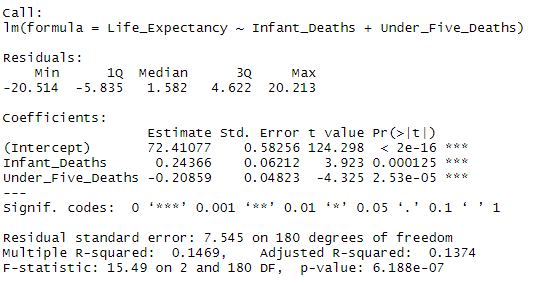 Call:
lm(formula = Life_Expectancy ~ Infant_Deaths + Under_Five_Deaths)
Residuals:
Min 1Q Median 3Q Max
-20.514 -5.835 1.582 4.622 20.213
Coefficients:
Estimate Std. Error t value Pr(>|t|)
(Intercept) 72.41077 0.58256 124.298 < 2e-16 ***
Infant_Deaths 0.24366 0.06212 3.923 0.000125 ***
Under_Five_Deaths -0.20859 0.04823 -4.325 2.53e-05 ***
---
Signif. codes: 0 ‘***’ 0.001 ‘**’ 0.01 ‘*’ 0.05 ‘.’ 0.1 ‘ ’ 1
Residual standard error: 7.545 on 180 degrees of freedom
Multiple R-squared: 0.1469, Adjusted R-squared: 0.1374
F-statistic: 15.49 on 2 and 180 DF, p-value: 6.188e-07